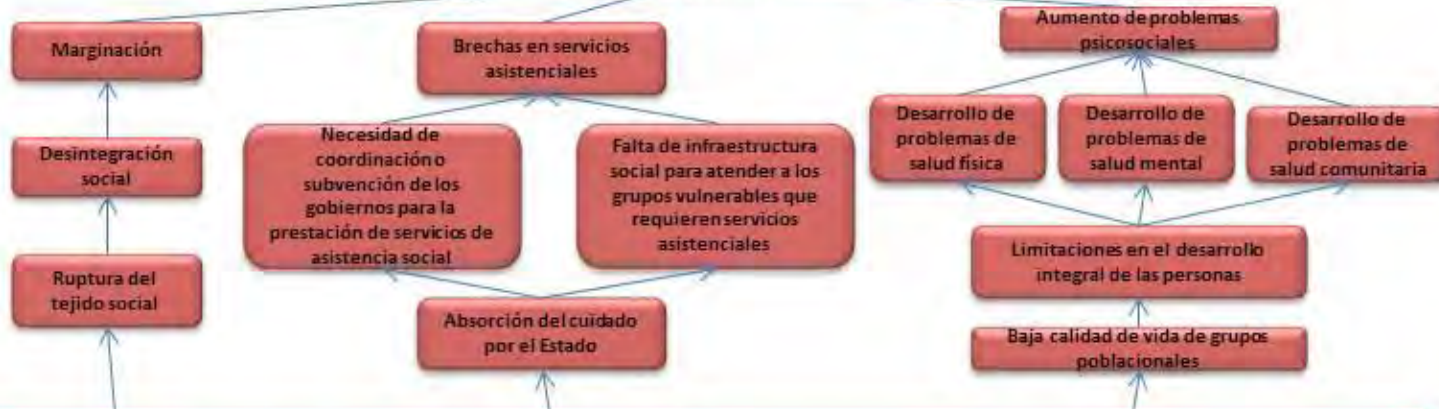 Marginación
Brechas en servicios
asistenciales
Aumento de problemas
psicosociales
Desintegración
social
Necesidad de
coordinación o
subvención de los
gobiernos para la
prestación de servicios de
asistencia social
Falta de infraestructura
social para atender a los
grupos vulnerables que
requieren servicios
asistenciales
Desarrollo de
problemas de
salud física
Desarrollo de
problemas de
salud mental
Desarrollo de
problemas de
salud comunitaria
Ruptura del
tejido social
Absorción del cuidado
por el Estado
Limitaciones en el desarrollo
integral de las personas
Baja calidad de vida de grupos
poblacionales